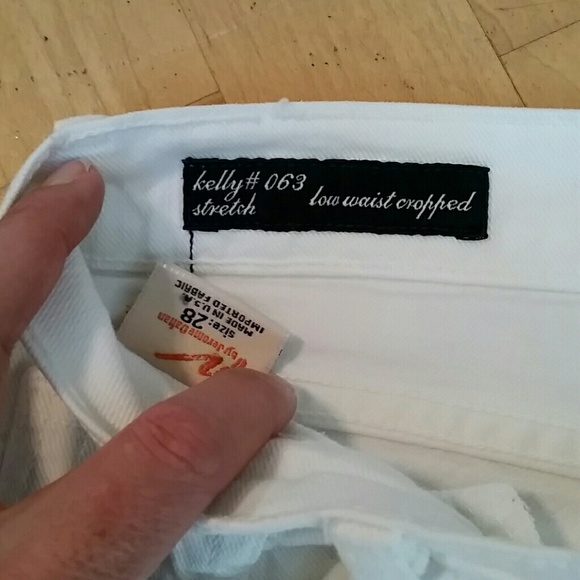 kelly# 063
stretch
low waist cropped
by Jerome Dahan
Size: 28
MADE IN U.S.A.
IMPORTED FABRIC